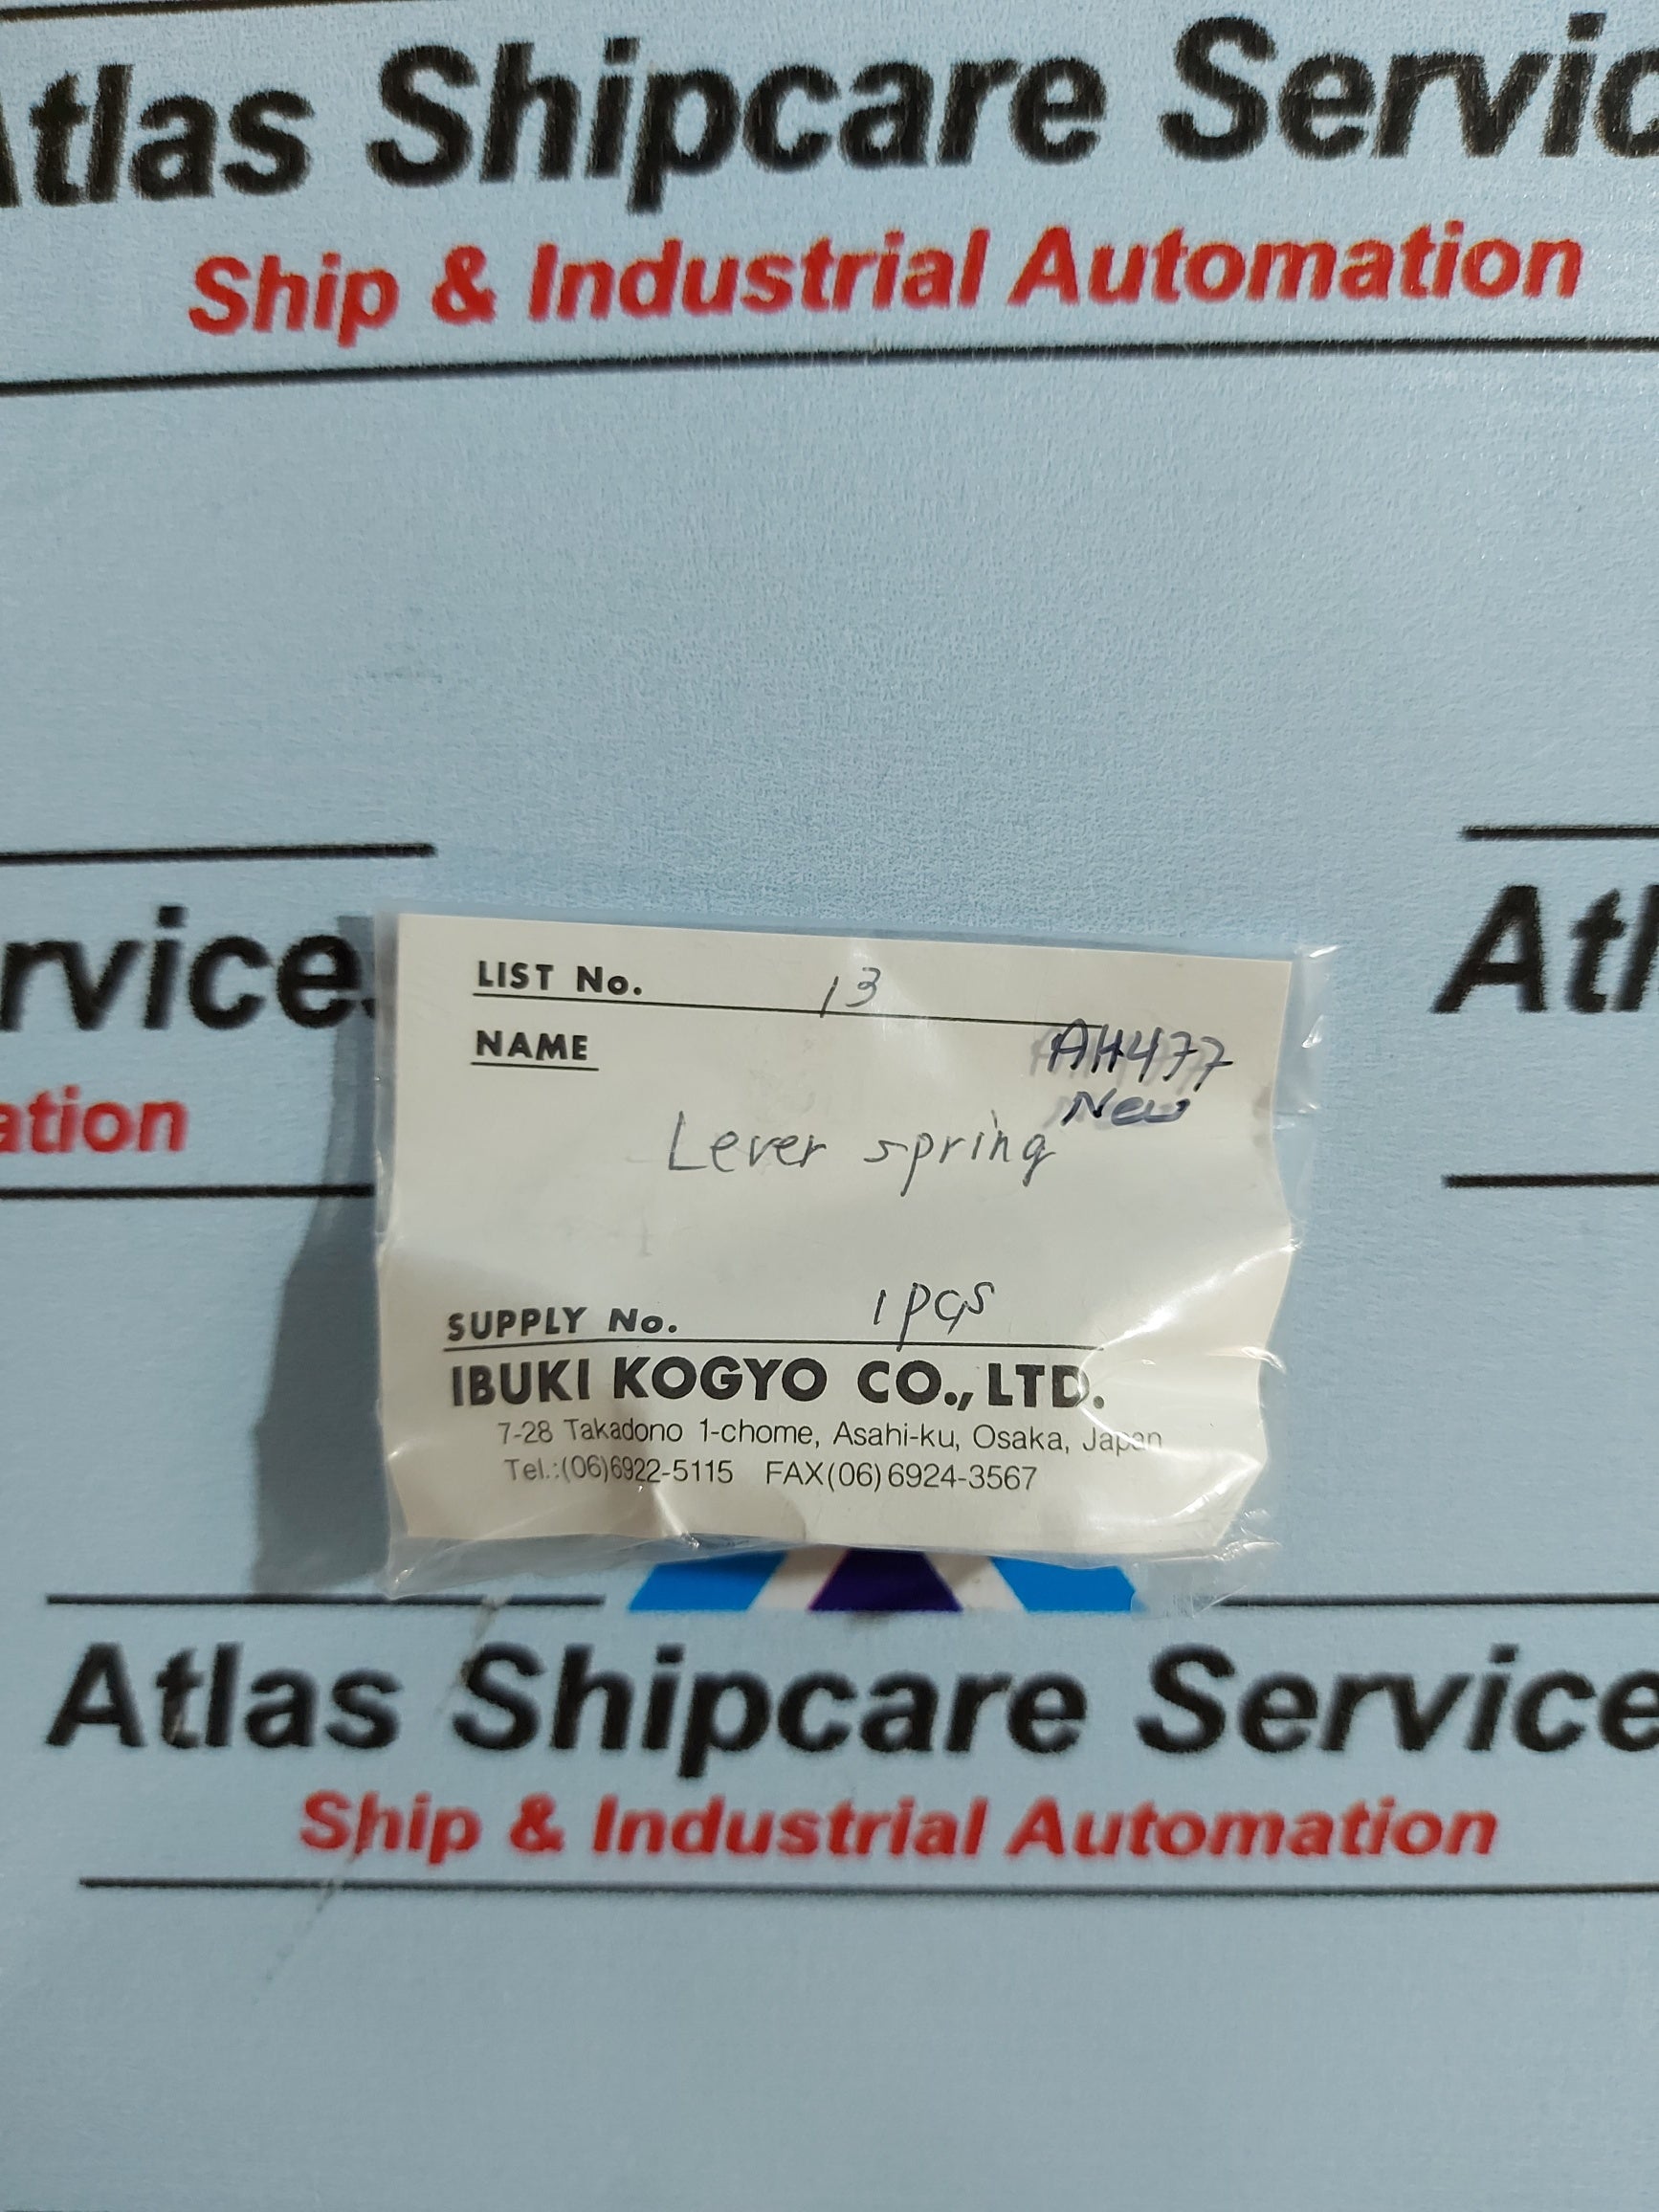 Atlas Shipcare Servic
Ship & Industrial Automation
rvice
ation
Atl
LIST No. 13
NAME
AH477
New
Lever spring
SUPPLY No. 1 pcs
IBUKI KOGYO CO., LTD.
7-28 Takadono 1-chome, Asahi-ku, Osaka, Japan
Tel.:(06)6922-5115 FAX(06)6924-3567
Atlas Shipcare Service
Ship & Industrial Automation